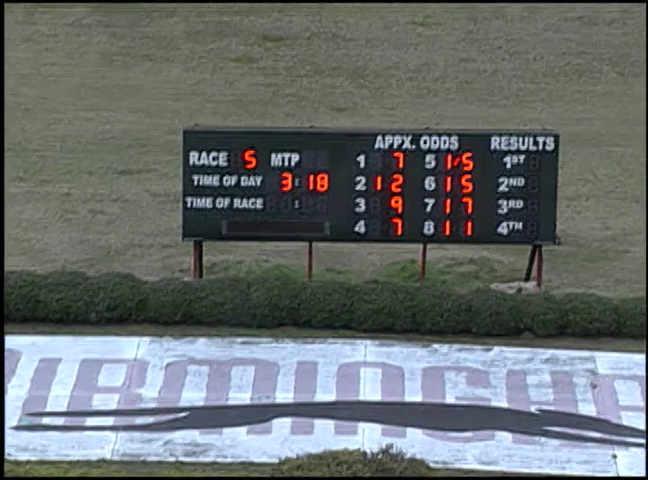 APPX. ODDS RESULTS
RACE 5 MTP 1 7 5 1-5 1ST
TIME OF DAY 3:18 2 12 6 15 2ND
TIME OF RACE : 3 9 7 17 3RD
4 7 8 11 4TH
BIRMINGHA